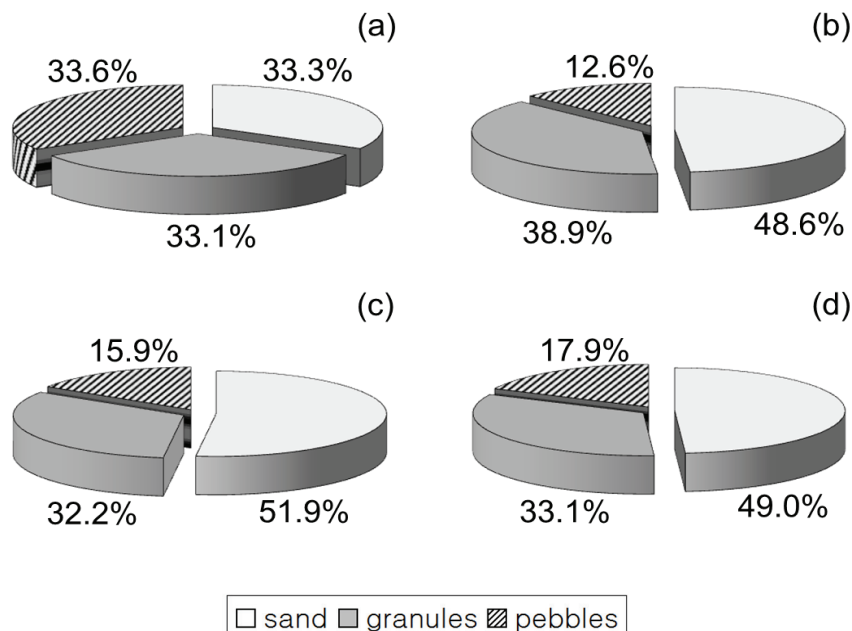 (a)
33.6%
33.3%
33.1%
(b)
12.6%
38.9%
48.6%
(c)
15.9%
32.2%
51.9%
(d)
17.9%
33.1%
49.0%
sand granules pebbles